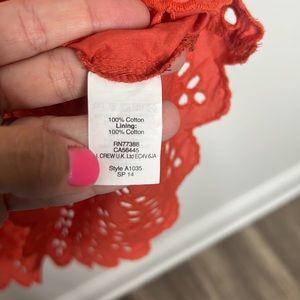 100% Cotton
Lining:
100% Cotton
RN77388
CA56445
J.CREW U.K. Ltd EC4V 6JA
Style A1035
SP 14